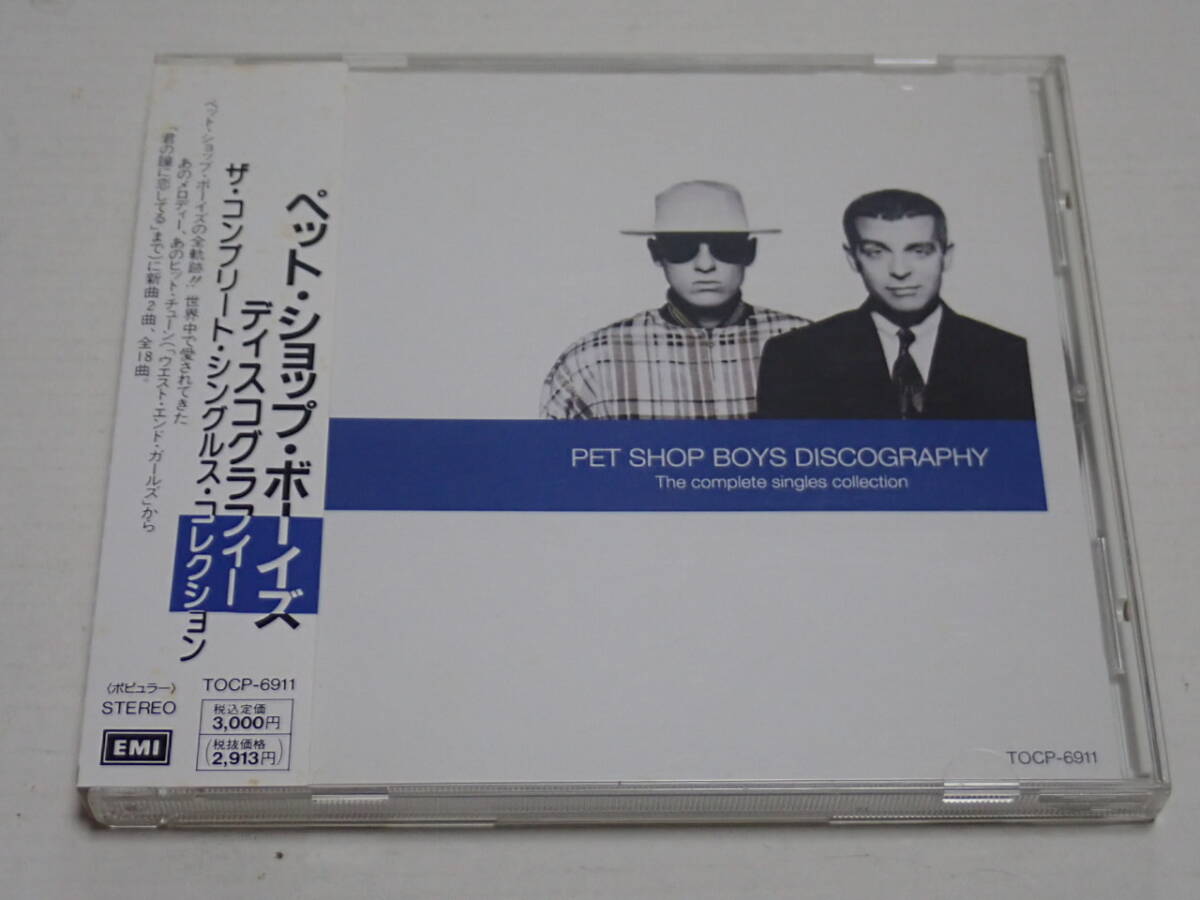 ペット・ショップ・ボーイズ
ディスコグラフィー
ザ・コンプリート・シングルス・コレクション
ペット・ショップ・ボーイズの全軌跡!! 世界中で愛されてきた
あのメロディー、あのヒット・チューン(「ウエスト・エンド・ガールズ」から
「君の瞳に恋してる」まで)に新曲2曲、全18曲。
〈ポピュラー〉
STEREO
EMI
TOCP-6911
税込定価
3,000円
(税抜価格
2,913円)
PET SHOP BOYS DISCOGRAPHY
The complete singles collection
TOCP-6911